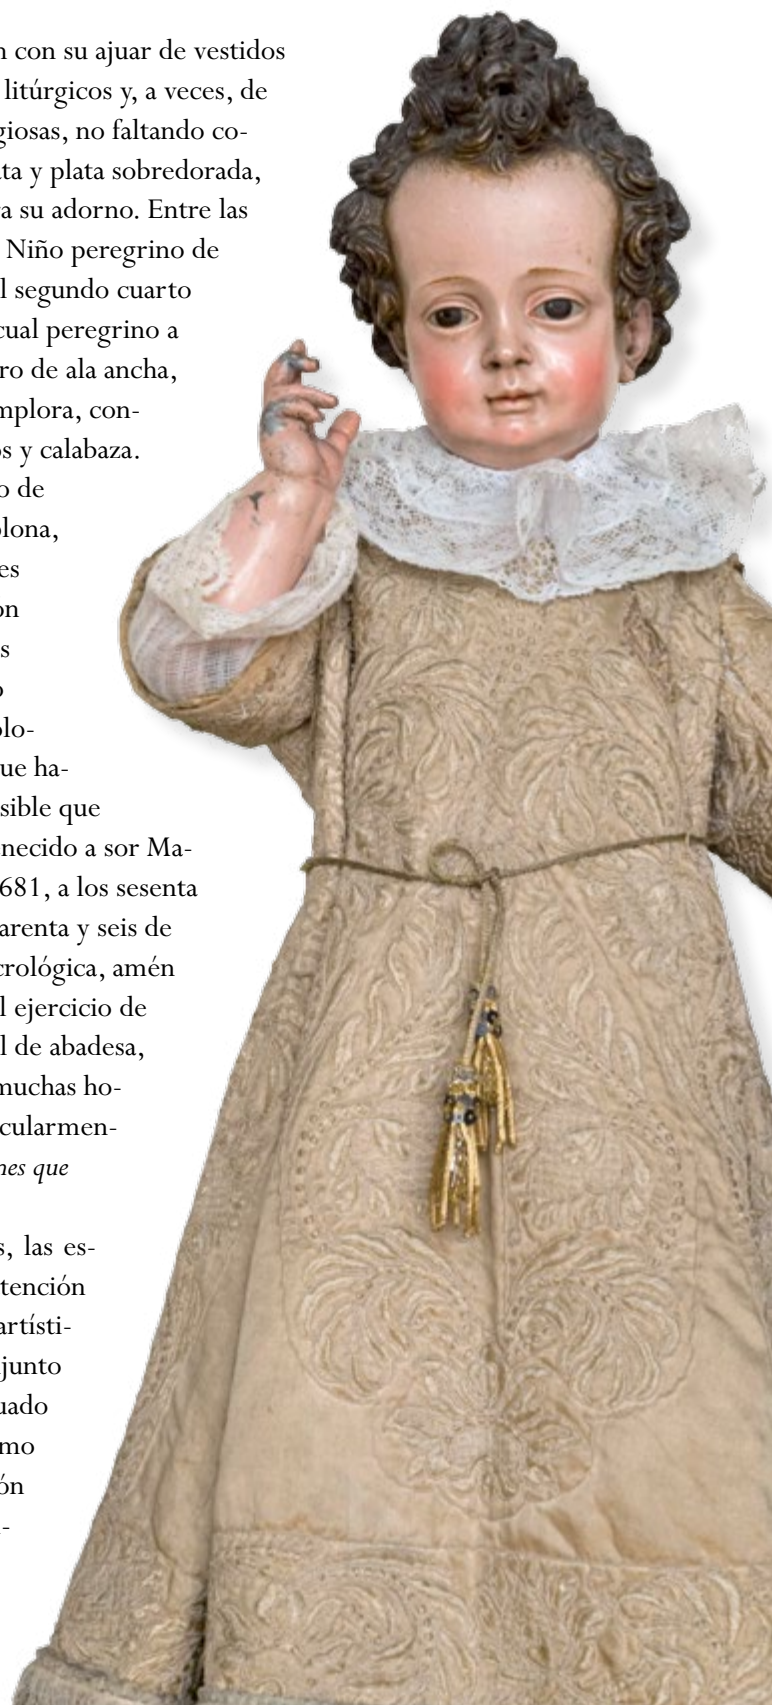 n con su ajuar de vestidos
litúrgicos y, a veces, de
giosas, no faltando co-
ta y plata sobredorada,
a su adorno. Entre las
Niño peregrino de
l segundo cuarto
cual peregrino a
ro de ala ancha,
mplora, con-
s y calabaza.
o de
olona,
es
on
s
o
olo-
ue ha-
sible que
necido a sor Ma-
681, a los sesenta
arenta y seis de
crológica, amén
l ejercicio de
l de abadesa,
muchas ho-
cularmen-
nes que
s, las es-
tención
artísti-
junto
uado
mo
ón
-